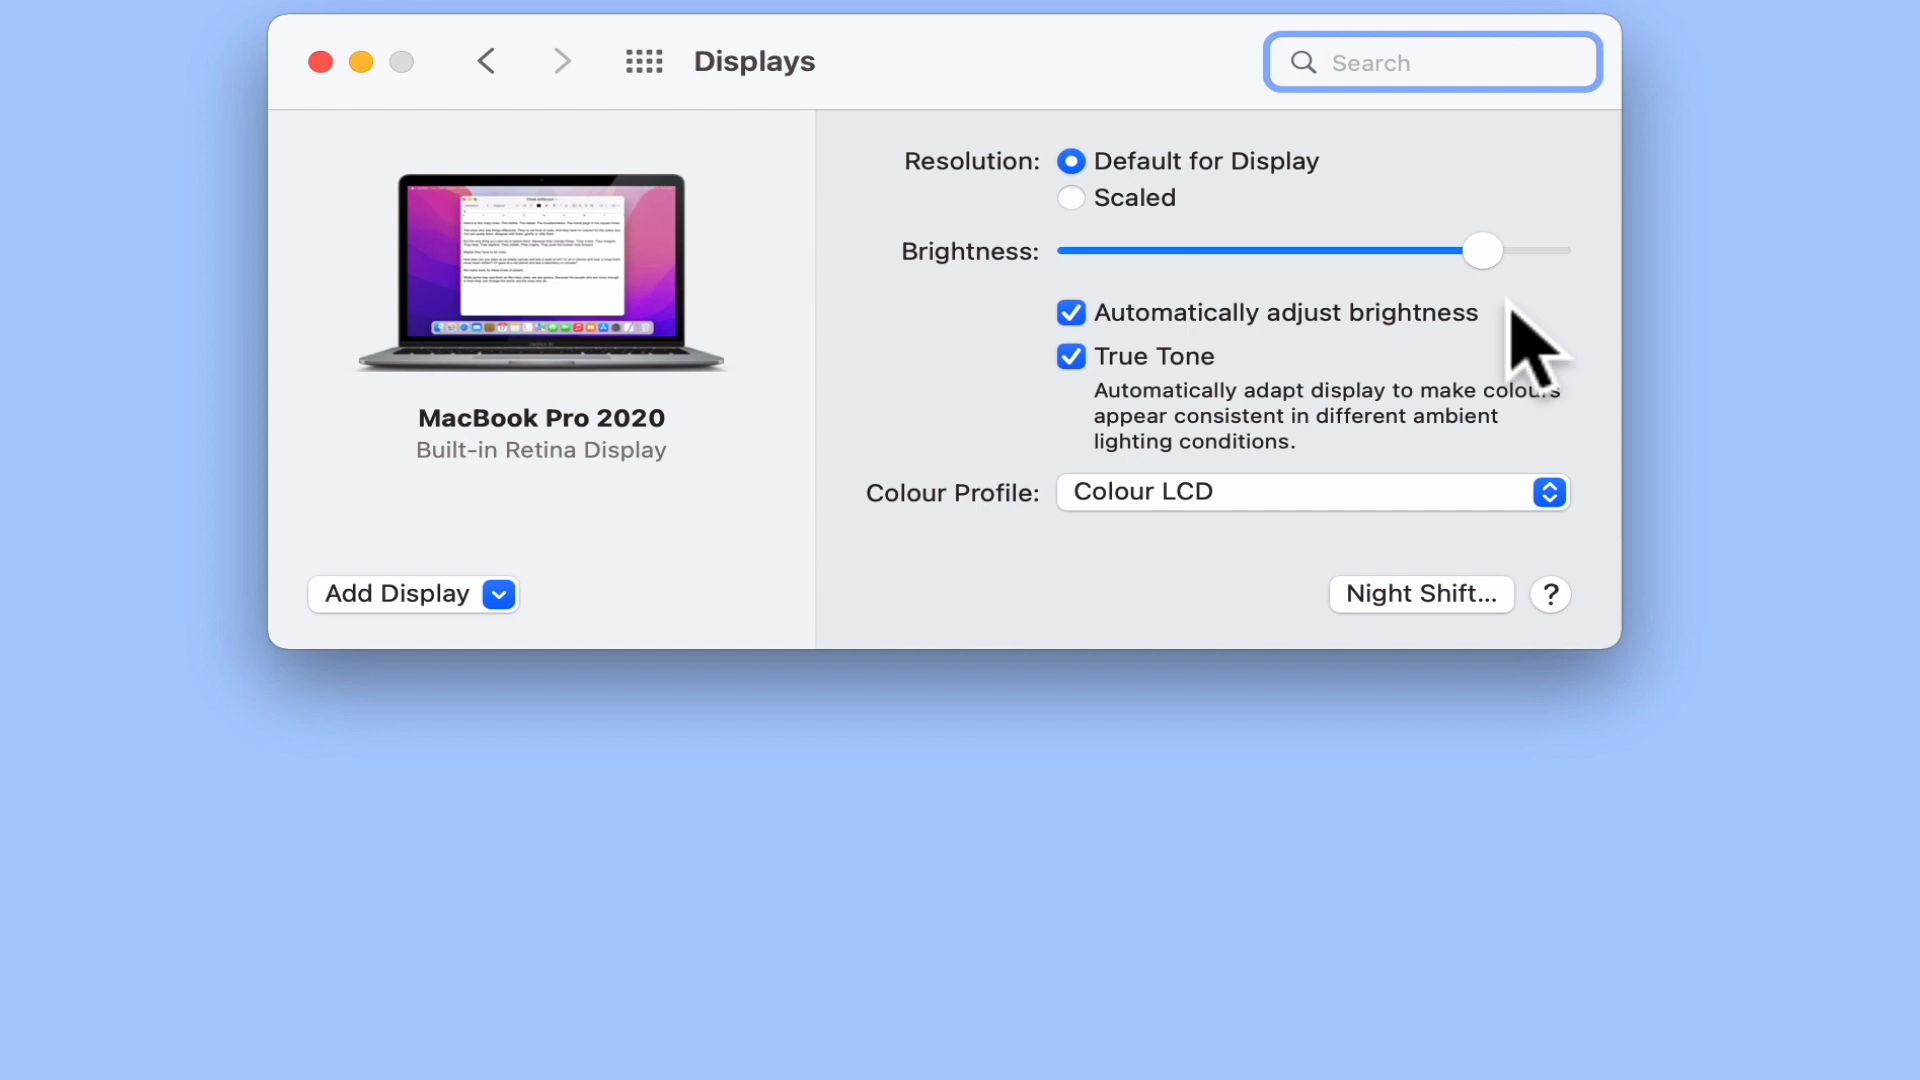 Displays
Search
Resolution: Default for Display
Scaled
Brightness:
Automatically adjust brightness
True Tone
Automatically adapt display to make colours
appear consistent in different ambient
lighting conditions.
Colour Profile: Colour LCD
MacBook Pro 2020
Built-in Retina Display
Add Display
Night Shift...
?